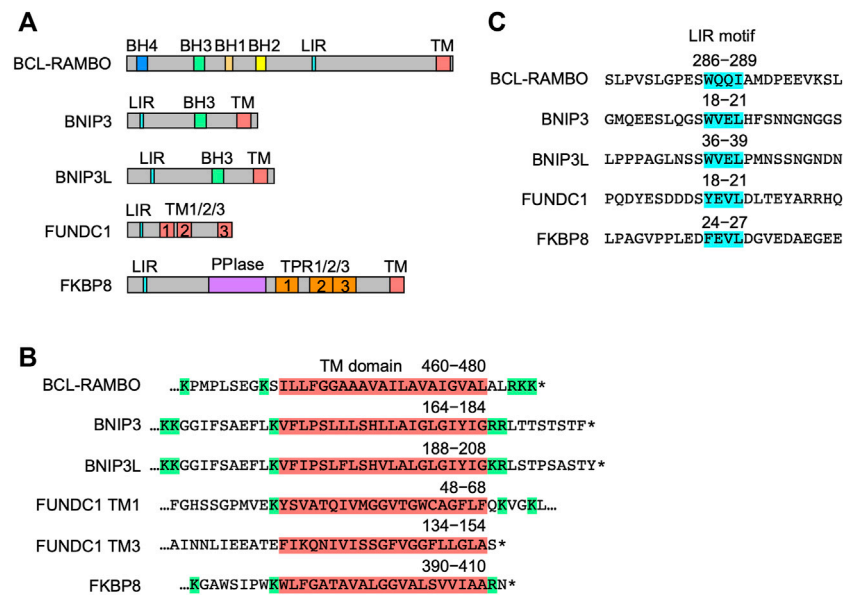 A
BH4 BH3 BH1 BH2 LIR TM
BCL-RAMBO
LIR BH3 TM
BNIP3
LIR BH3 TM
BNIP3L
LIR TM1/2/3
FUNDC1 1 2 3
LIR PPIase TPR1/2/3 TM
FKBP8 1 2 3
C
LIR motif
286–289
BCL-RAMBO SLPVSLGPESWQQIAMDPEEVKSL
18–21
BNIP3 GMQEESLQGSWVELHFSNNGNGGS
36–39
BNIP3L LPPPAGLNSSWVELPMNSSNGNDN
18–21
FUNDC1 PQDYESDDDSYEVLDLTEYARRHQ
24–27
FKBP8 LPAGVPPLEDFEVLDGVEDAEGEE
B
TM domain 460–480
BCL-RAMBO …KPMPLSEGKSILLFGGAAAVAILAVAIGVALALRKK*
164–184
BNIP3 …KKGGIFSAEFLKVFLPSLLLSHLLAIGLGIYIGRRLTTSTSTF*
188–208
BNIP3L …KKGGIFSAEFLKVFIPSLFLSHVLALGLGIYIGKRLSTPSASTY*
48–68
FUNDC1 TM1 …FGHSSGPMVEKYSVATQIVMGGVTGWCAGFLFQKVGKL…
134–154
FUNDC1 TM3 …AINNLIEEATEFIKQNIVISSGFVGGFLLGLAS*
390–410
FKBP8 …KGAWSIPWKWLFGATAVALGGVALSVVIAARN*